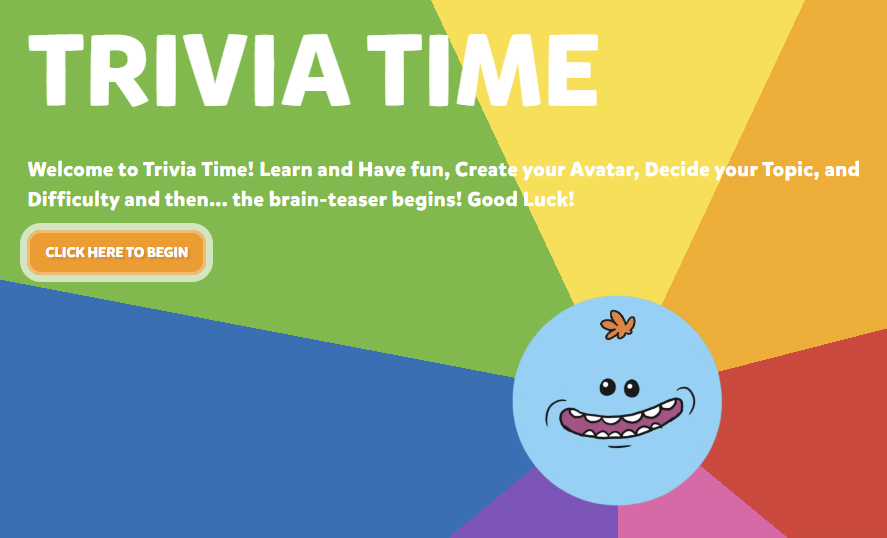 TRIVIA TIME
Welcome to Trivia Time! Learn and Have fun, Create your Avatar, Decide your Topic, and
Difficulty and then... the brain-teaser begins! Good Luck!
CLICK HERE TO BEGIN